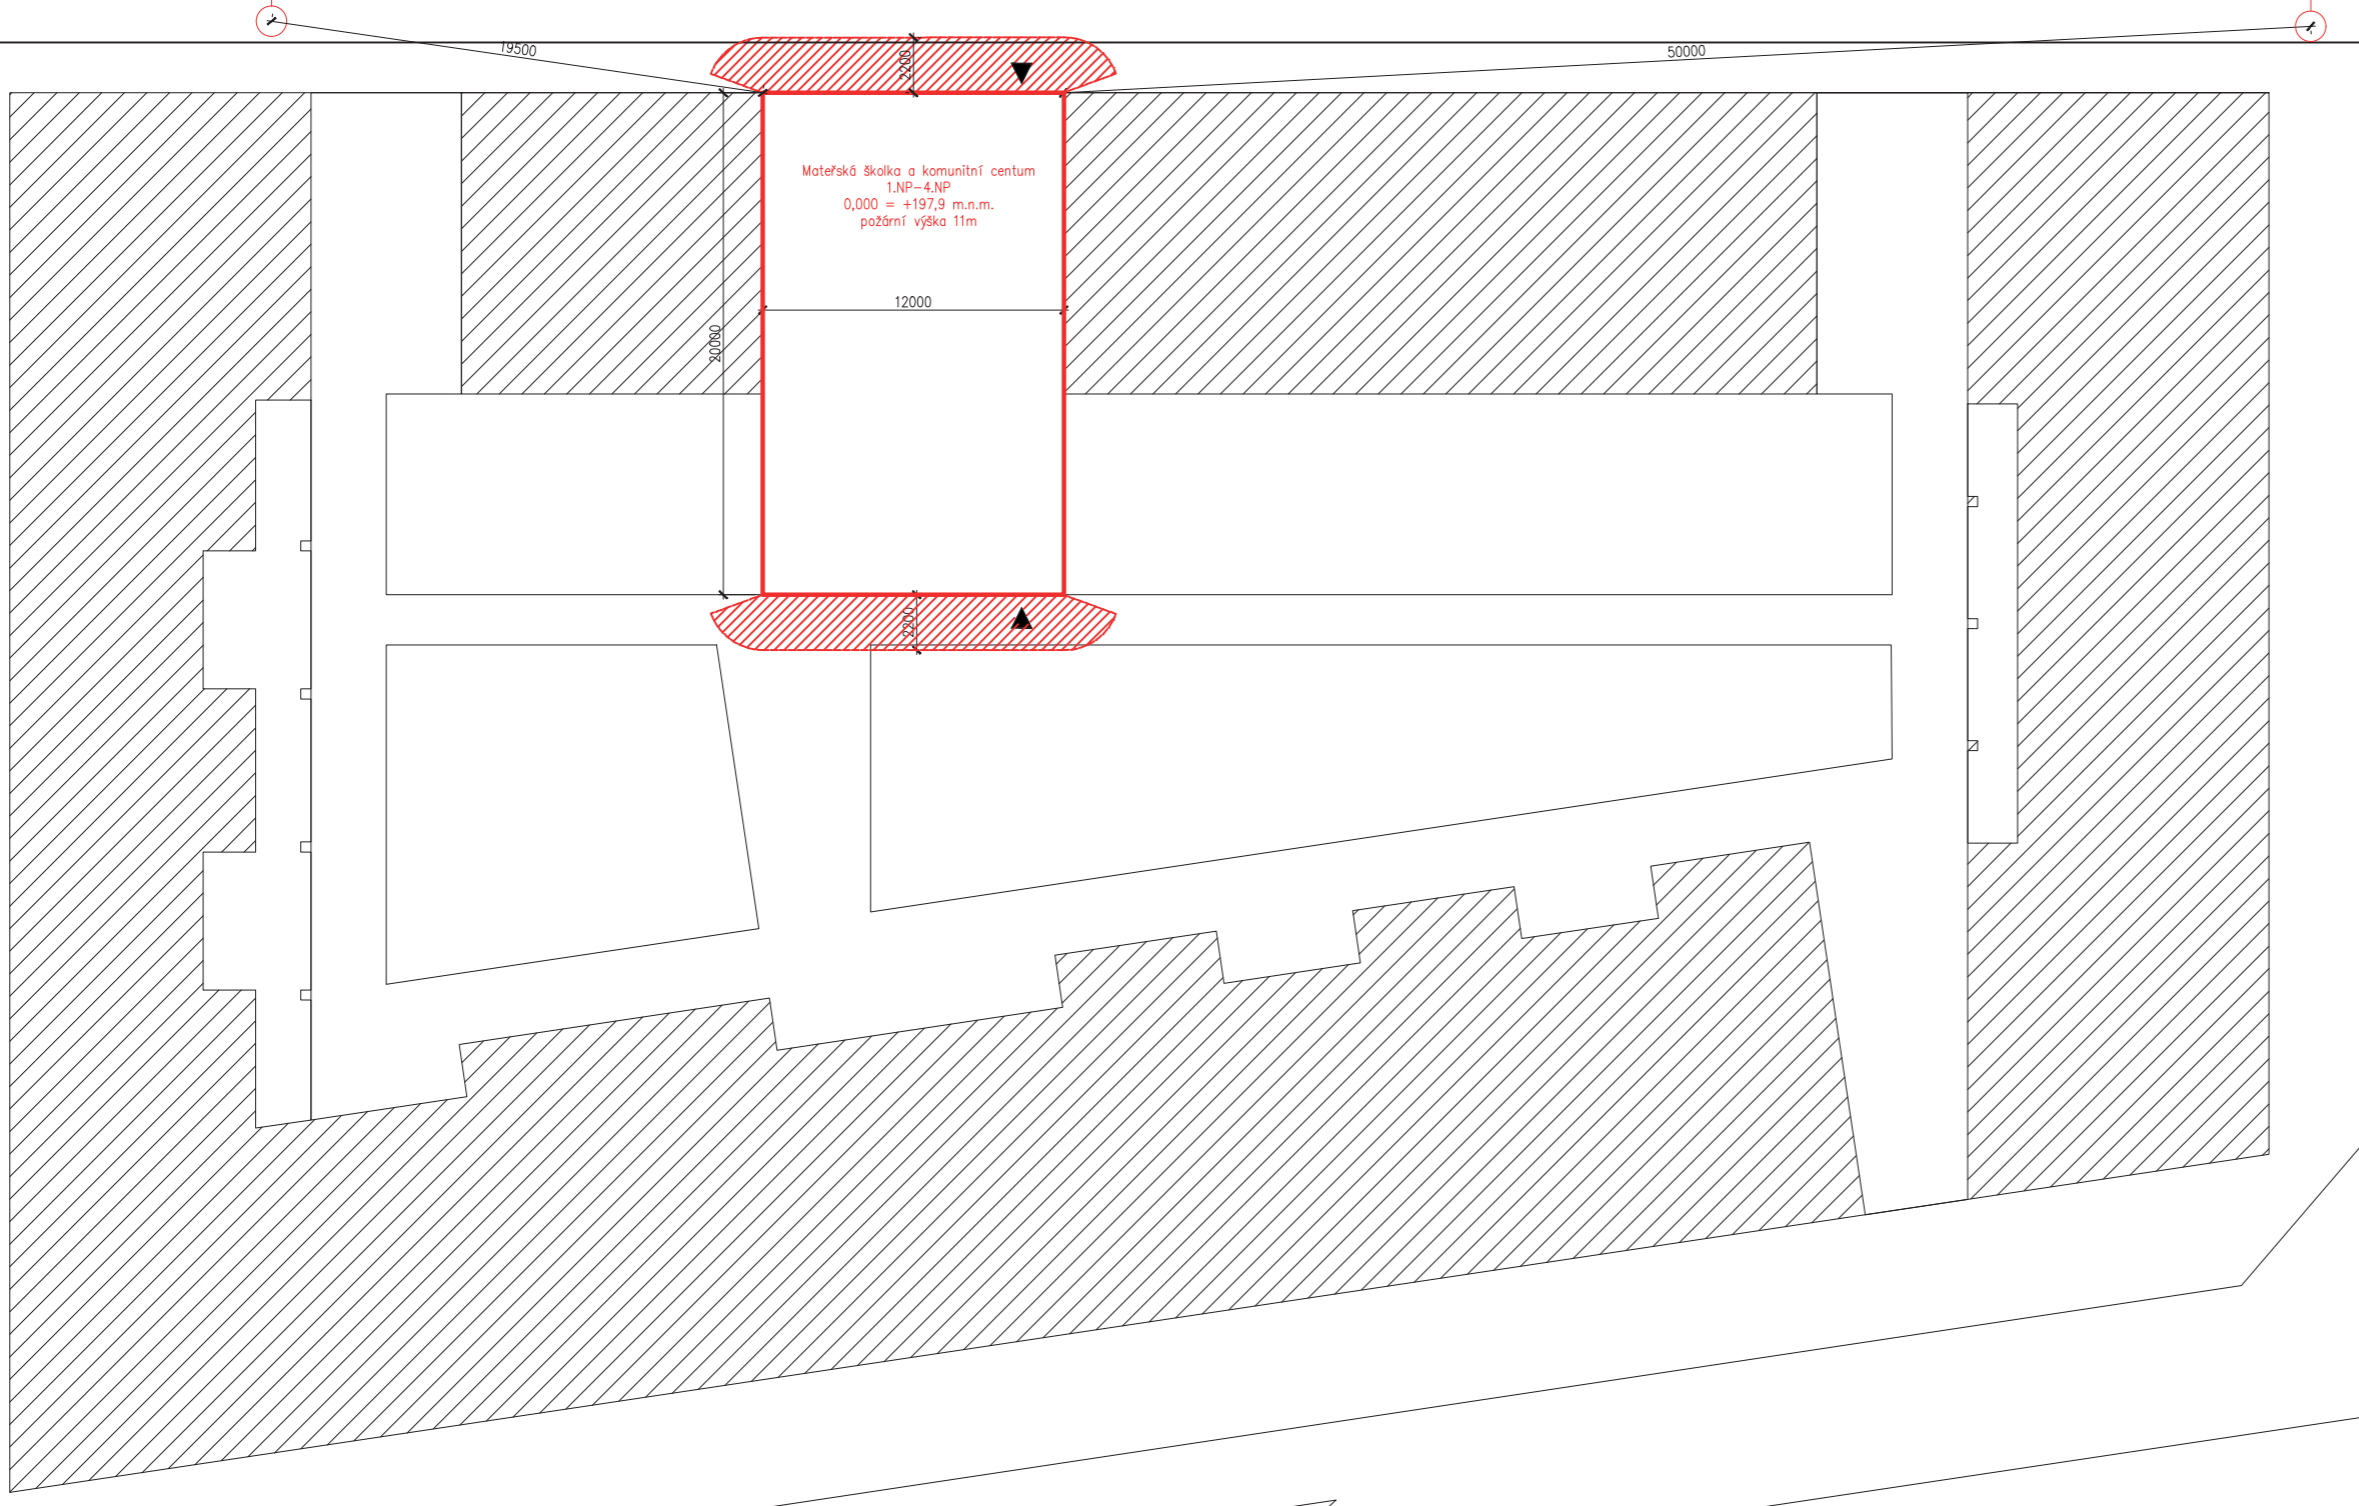 19500
2200
50000
Mateřská školka a komunitní centum
1.NP-4.NP
0,000 = +197,9 m.n.m.
požární výška 11m
12000
20000
2200